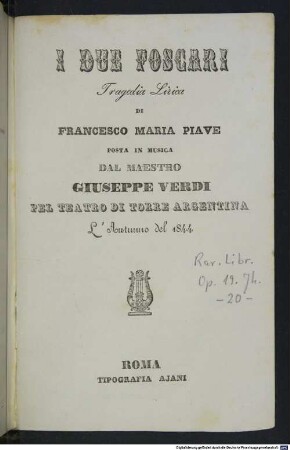 I DUE FOSCARI
Tragedia Lirica
DI
FRANCESCO MARIA PIAVE
POSTA IN MUSICA
DAL MAESTRO
GIUSEPPE VERDI
PEL TEATRO DI TORRE ARGENTINA
L'Autunno del 1844
Rar. Libr.
Op. 19. Jh.
-20-
ROMA
TIPOGRAFIA AJANI